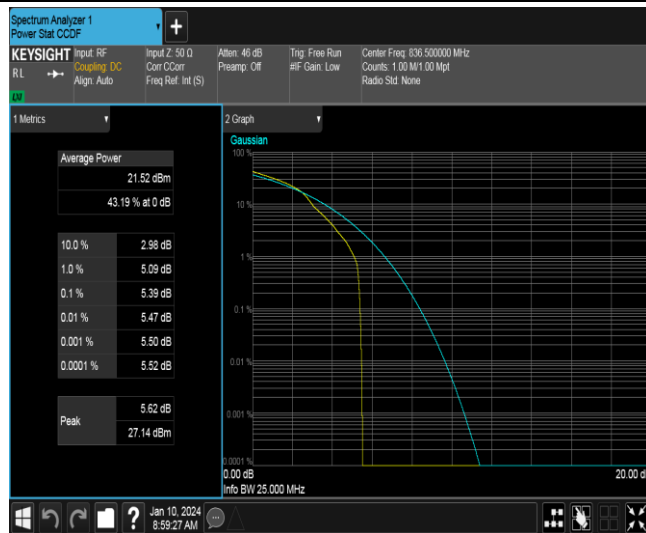 Spectrum Analyzer 1
Power Stat CCDF
+
KEYSIGHT
RL
LV
Input: RF
Coupling: DC
Align: Auto
Input Z: 50 Ω
Corr CCorr
Freq Ref: Int (S)
Atten: 46 dB
Preamp: Off
Trig: Free Run
#IF Gain: Low
Center Freq: 836.500000 MHz
Counts: 1.00 M/1.00 Mpt
Radio Std: None
1 Metrics
Average Power
21.52 dBm
43.19 % at 0 dB
10.0 % 2.98 dB
1.0 % 5.09 dB
0.1 % 5.39 dB
0.01 % 5.47 dB
0.001 % 5.50 dB
0.0001 % 5.52 dB
Peak
5.62 dB
27.14 dBm
2 Graph
Gaussian
100 %
10 %
1 %
0.1 %
0.01 %
0.001 %
0.0001 %
0.00 dB
20.00 d
Info BW 25.000 MHz
?
Jan 10, 2024
8:59:27 AM